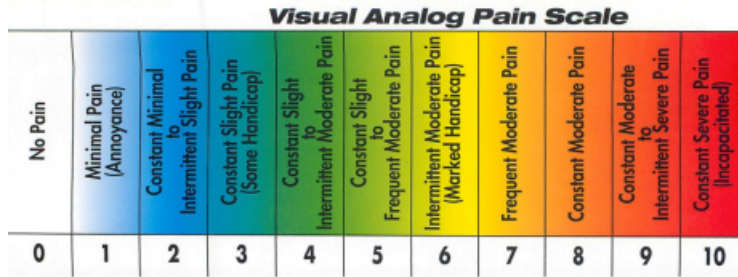 Visual Analog Pain Scale
No Pain
Minimal Pain
(Annoyance)
Constant Minimal
to
Intermittent Slight Pain
Constant Slight Pain
(Some Handicap)
Constant Slight
to
Intermittent Moderate Pain
Constant Slight
to
Frequent Moderate Pain
Intermittent Moderate Pain
(Marked Handicap)
Frequent Moderate Pain
Constant Moderate Pain
Constant Moderate
to
Intermittent Severe Pain
Constant Severe Pain
(Incapacitated)
0 1 2 3 4 5 6 7 8 9 10